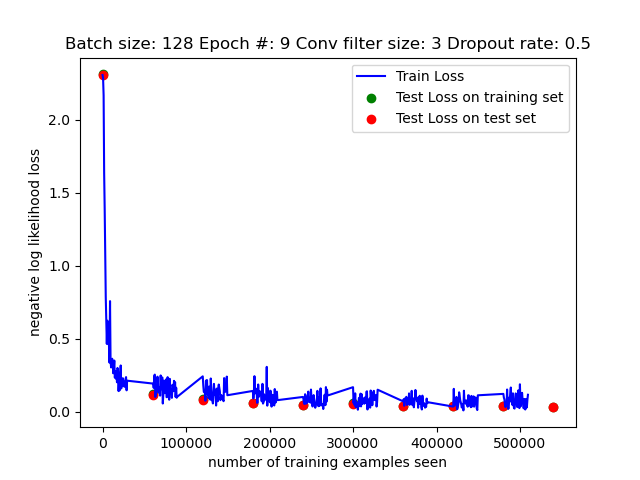 Batch size: 128 Epoch #: 9 Conv filter size: 3 Dropout rate: 0.5
Train Loss
Test Loss on training set
Test Loss on test set
negative log likelihood loss
2.0
1.5
1.0
0.5
0.0
0 100000 200000 300000 400000 500000
number of training examples seen